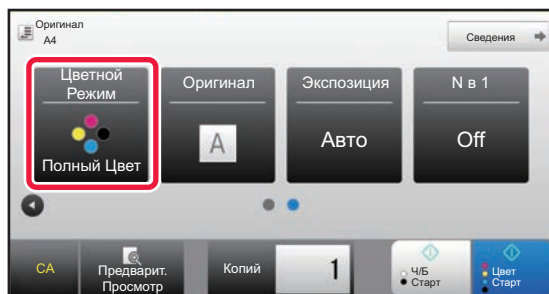 Оригинал
A4
Сведения
Цветной
Режим
Полный Цвет
Оригинал
A
Экспозиция
Авто
N в 1
Off
CA
Предварит.
Просмотр
Копий
1
Ч/Б
Старт
Цвет
Старт